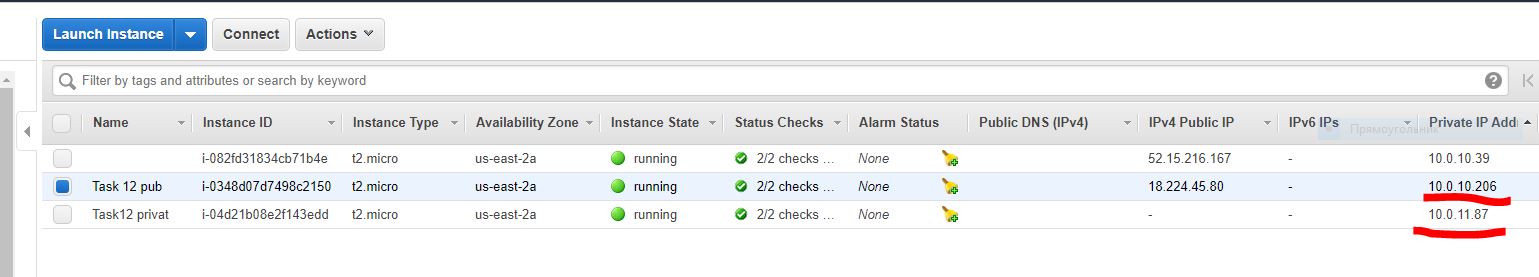 Launch Instance Connect Actions
Filter by tags and attributes or search by keyword
Name Instance ID Instance Type Availability Zone Instance State Status Checks Alarm Status Public DNS (IPv4) IPv4 Public IP IPv6 IPs Private IP Addr
Прямоугольник
i-082fd31834cb71b4e t2.micro us-east-2a running 2/2 checks ... None 52.15.216.167 - 10.0.10.39
Task 12 pub i-0348d07d7498c2150 t2.micro us-east-2a running 2/2 checks ... None 18.224.45.80 - 10.0.10.206
Task12 privat i-04d21b08e2f143edd t2.micro us-east-2a running 2/2 checks ... None - - 10.0.11.87